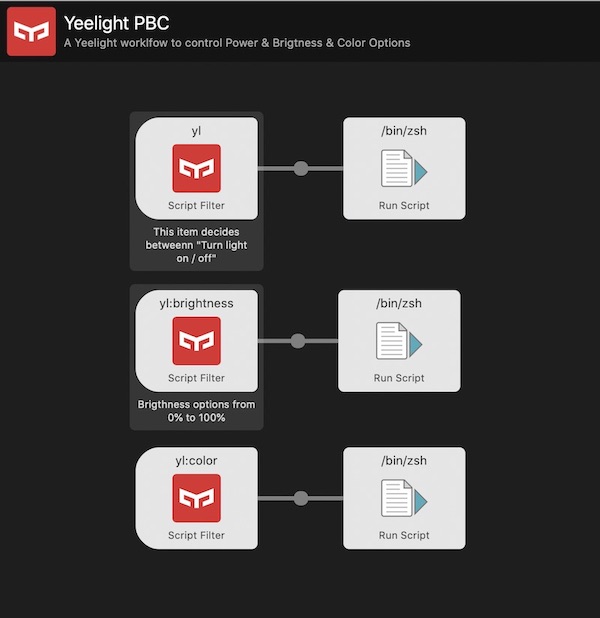 Yeelight PBC
A Yeelight worklfow to control Power & Brigtness & Color Options
yl
Script Filter
This item decides
betweenn "Turn light
on / off"
/bin/zsh
Run Script
yl:brightness
Script Filter
Brigthness options from
0% to 100%
/bin/zsh
Run Script
yl:color
Script Filter
/bin/zsh
Run Script